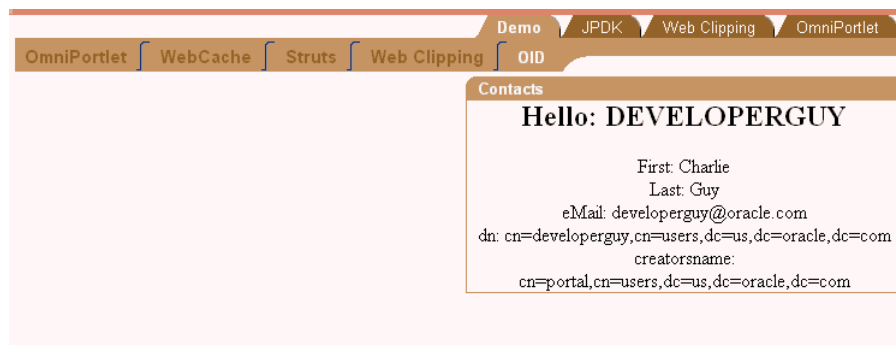 Demo JPDK Web Clipping OmniPortlet
OmniPortlet WebCache Struts Web Clipping OID
Contacts
Hello: DEVELOPERGUY
First: Charlie
Last: Guy
eMail: developerguy@oracle.com
dn: cn=developerguy,cn=users,dc=us,dc=oracle,dc=com
creatorsname:
cn=portal,cn=users,dc=us,dc=oracle,dc=com